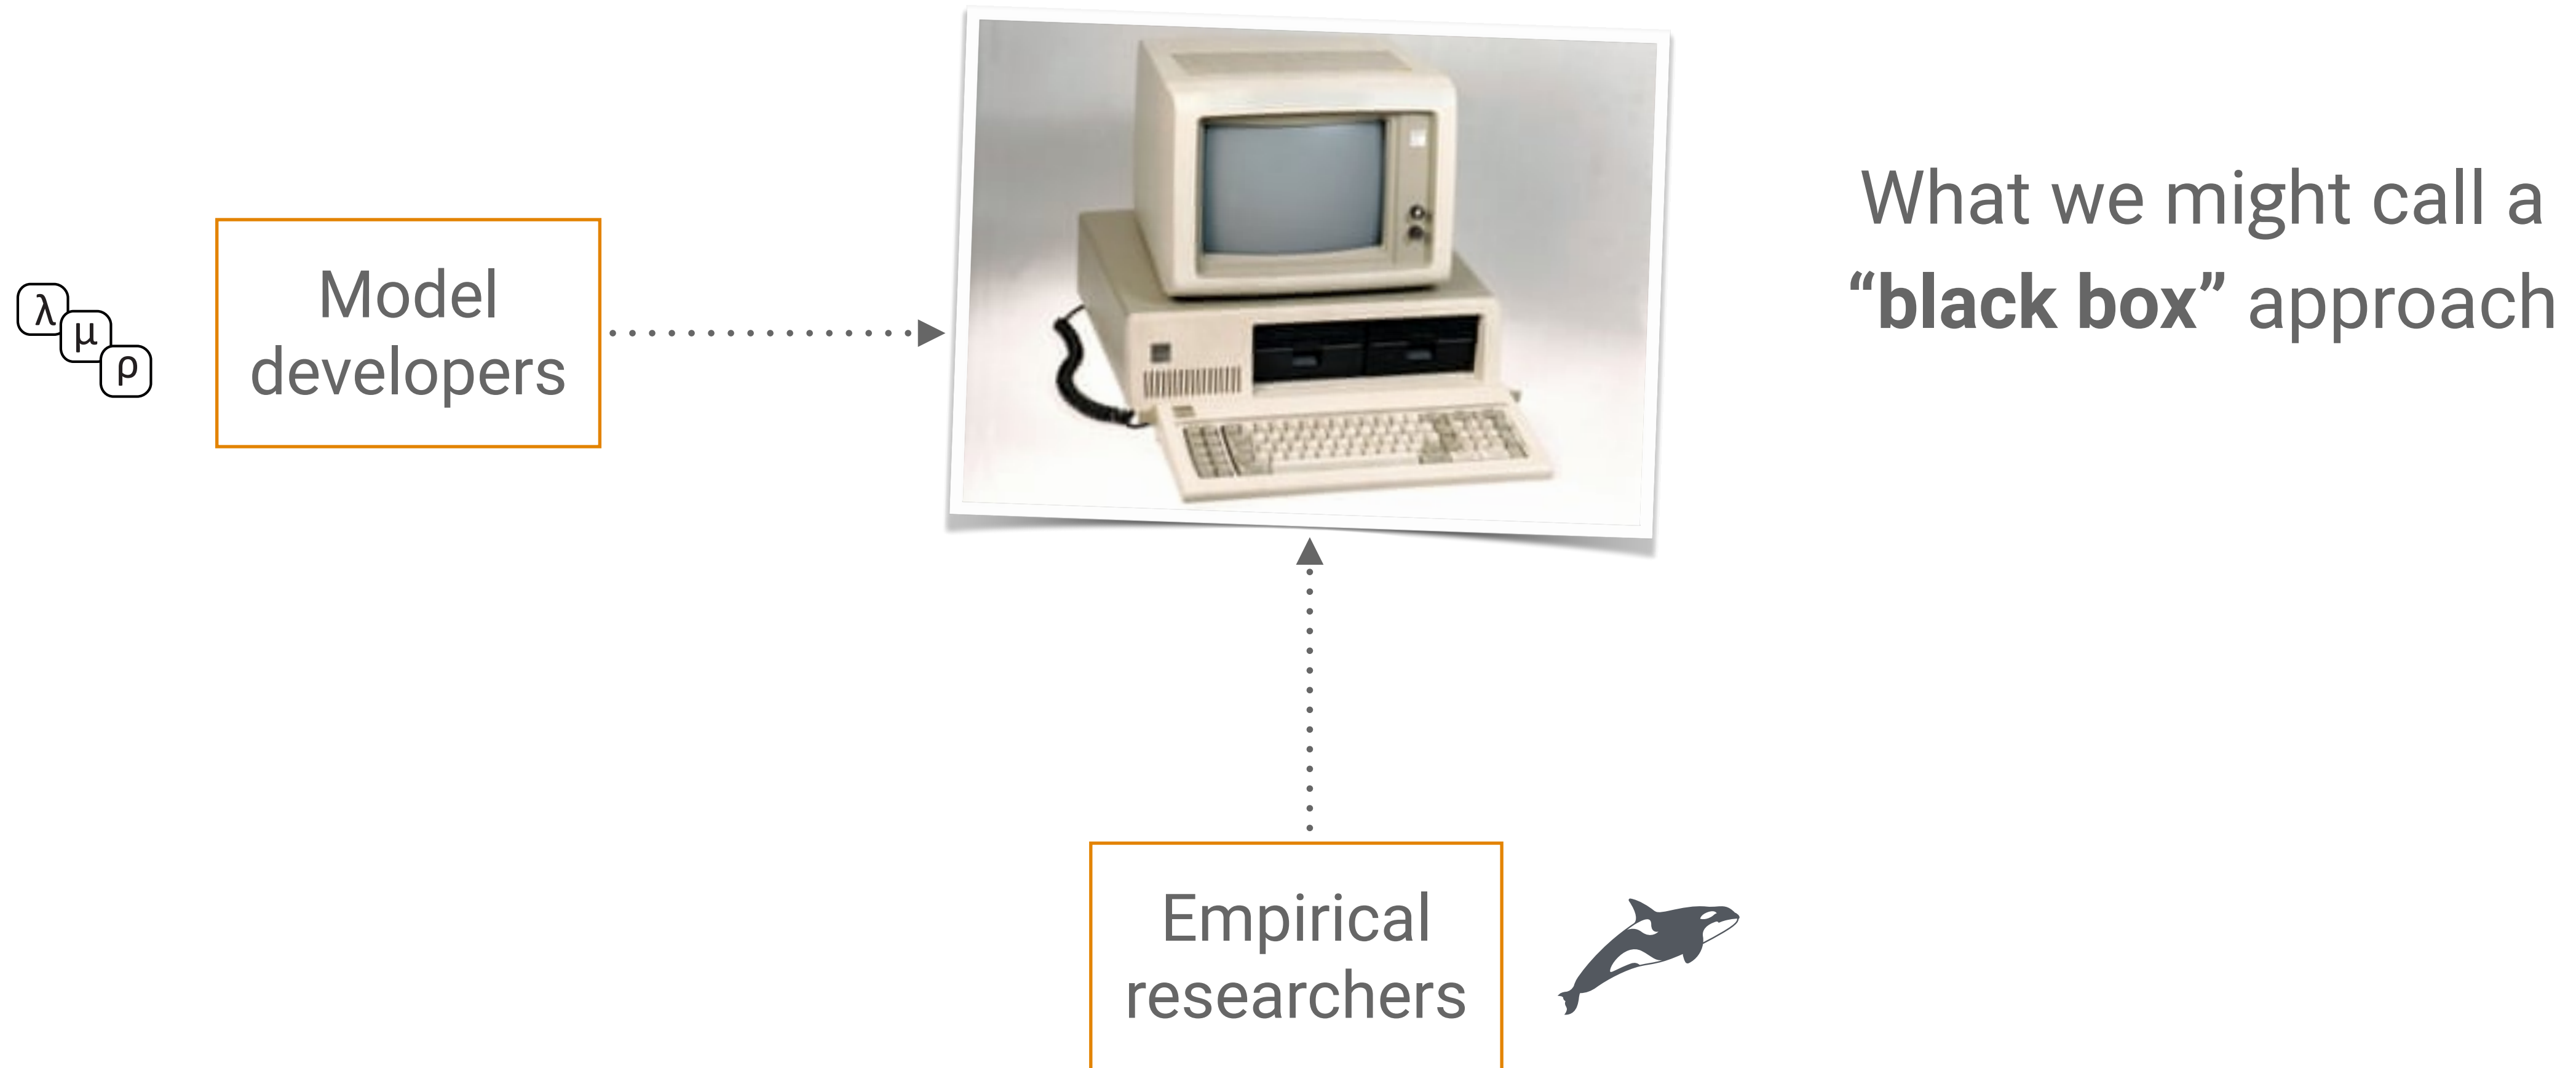 What we might call a
“black box” approach
λ
μ
ρ
Model
developers
Empirical
researchers